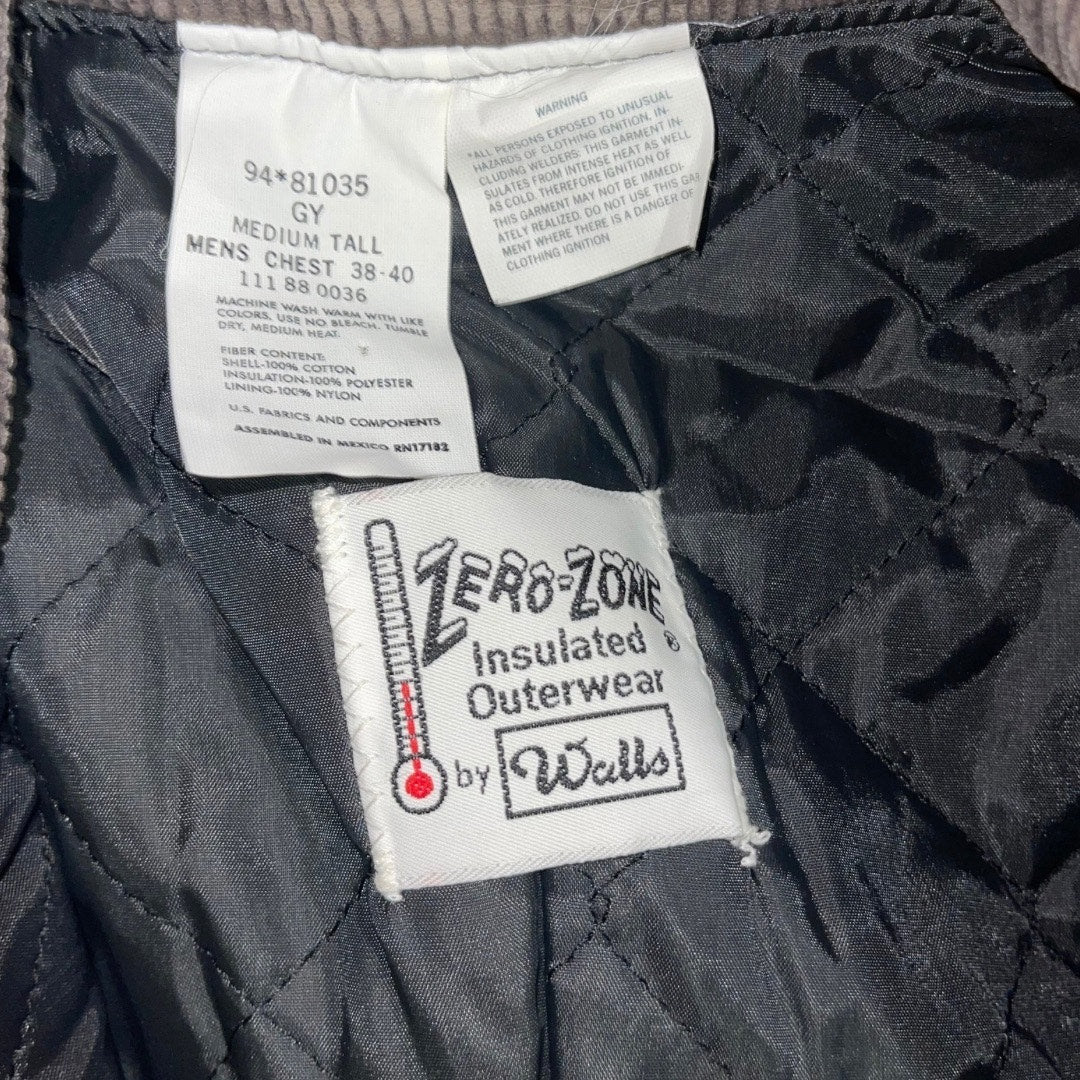 94*81035
GY
MEDIUM TALL
MENS CHEST 38-40
111 88 0036
MACHINE WASH WARM WITH LIKE
COLORS, USE NO BLEACH. TUMBLE
DRY, MEDIUM HEAT.
FIBER CONTENT:
SHELL-100% COTTON
INSULATION-100% POLYESTER
LINING-100% NYLON
U.S. FABRICS AND COMPONENTS
ASSEMBLED IN MEXICO RN17182
WARNING
*ALL PERSONS EXPOSED TO UNUSUAL
HAZARDS OF CLOTHING IGNITION, IN-
CLUDING WELDERS: THIS GARMENT IN-
SULATES FROM INTENSE HEAT AS WELL
AS COLD. THEREFORE IGNITION OF
THIS GARMENT MAY NOT BE IMMEDI-
ATELY REALIZED. DO NOT USE THIS GAR
MENT WHERE THERE IS A DANGER OF
CLOTHING IGNITION
ZERO-ZONE ®
Insulated
Outerwear
by Walls